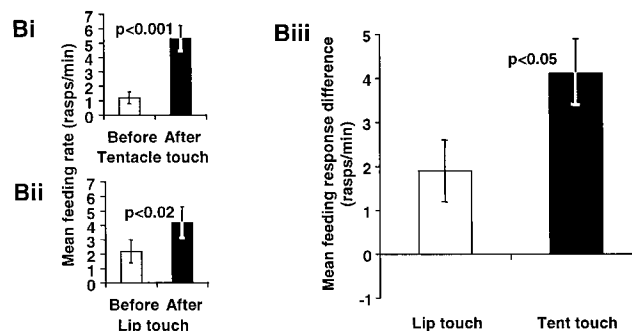 Bi
Mean feeding rate (rasps/min)
7
6
5
4
3
2
1
0
p<0.001
Before After
Tentacle touch
Bii
7
6
5
4
3
2
1
0
p<0.02
Before After
Lip touch
Biii
Mean feeding response difference
(rasps/min)
5
4
3
2
1
0
-1
p<0.05
Lip touch Tent touch